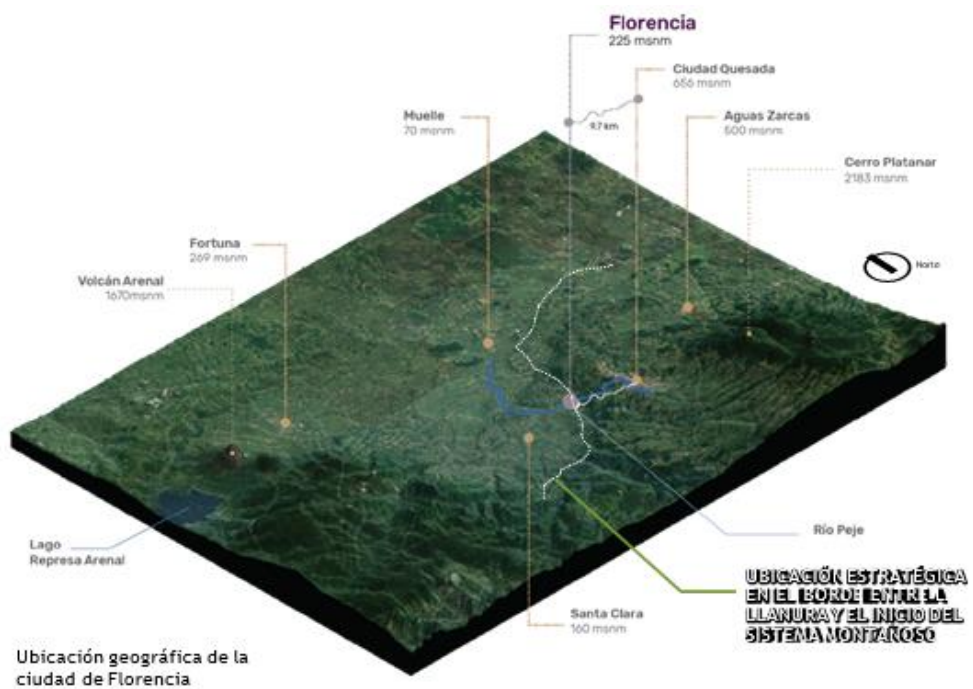 Florencia
225 msnm
Ciudad Quesada
656 msnm
9.7 km
Muelle
70 msnm
Aguas Zarcas
500 msnm
Cerro Platanar
2183 msnm
Fortuna
269 msnm
Norte
Volcán Arenal
1670msnm
Río Peje
Lago
Represa Arenal
UBICACIÓN ESTRATÉGICA
EN EL BORDE ENTRE LA
LLANURA Y EL INICIO DEL
SISTEMA MONTAÑOSO
Santa Clara
160 msnm
Ubicación geográfica de la
ciudad de Florencia